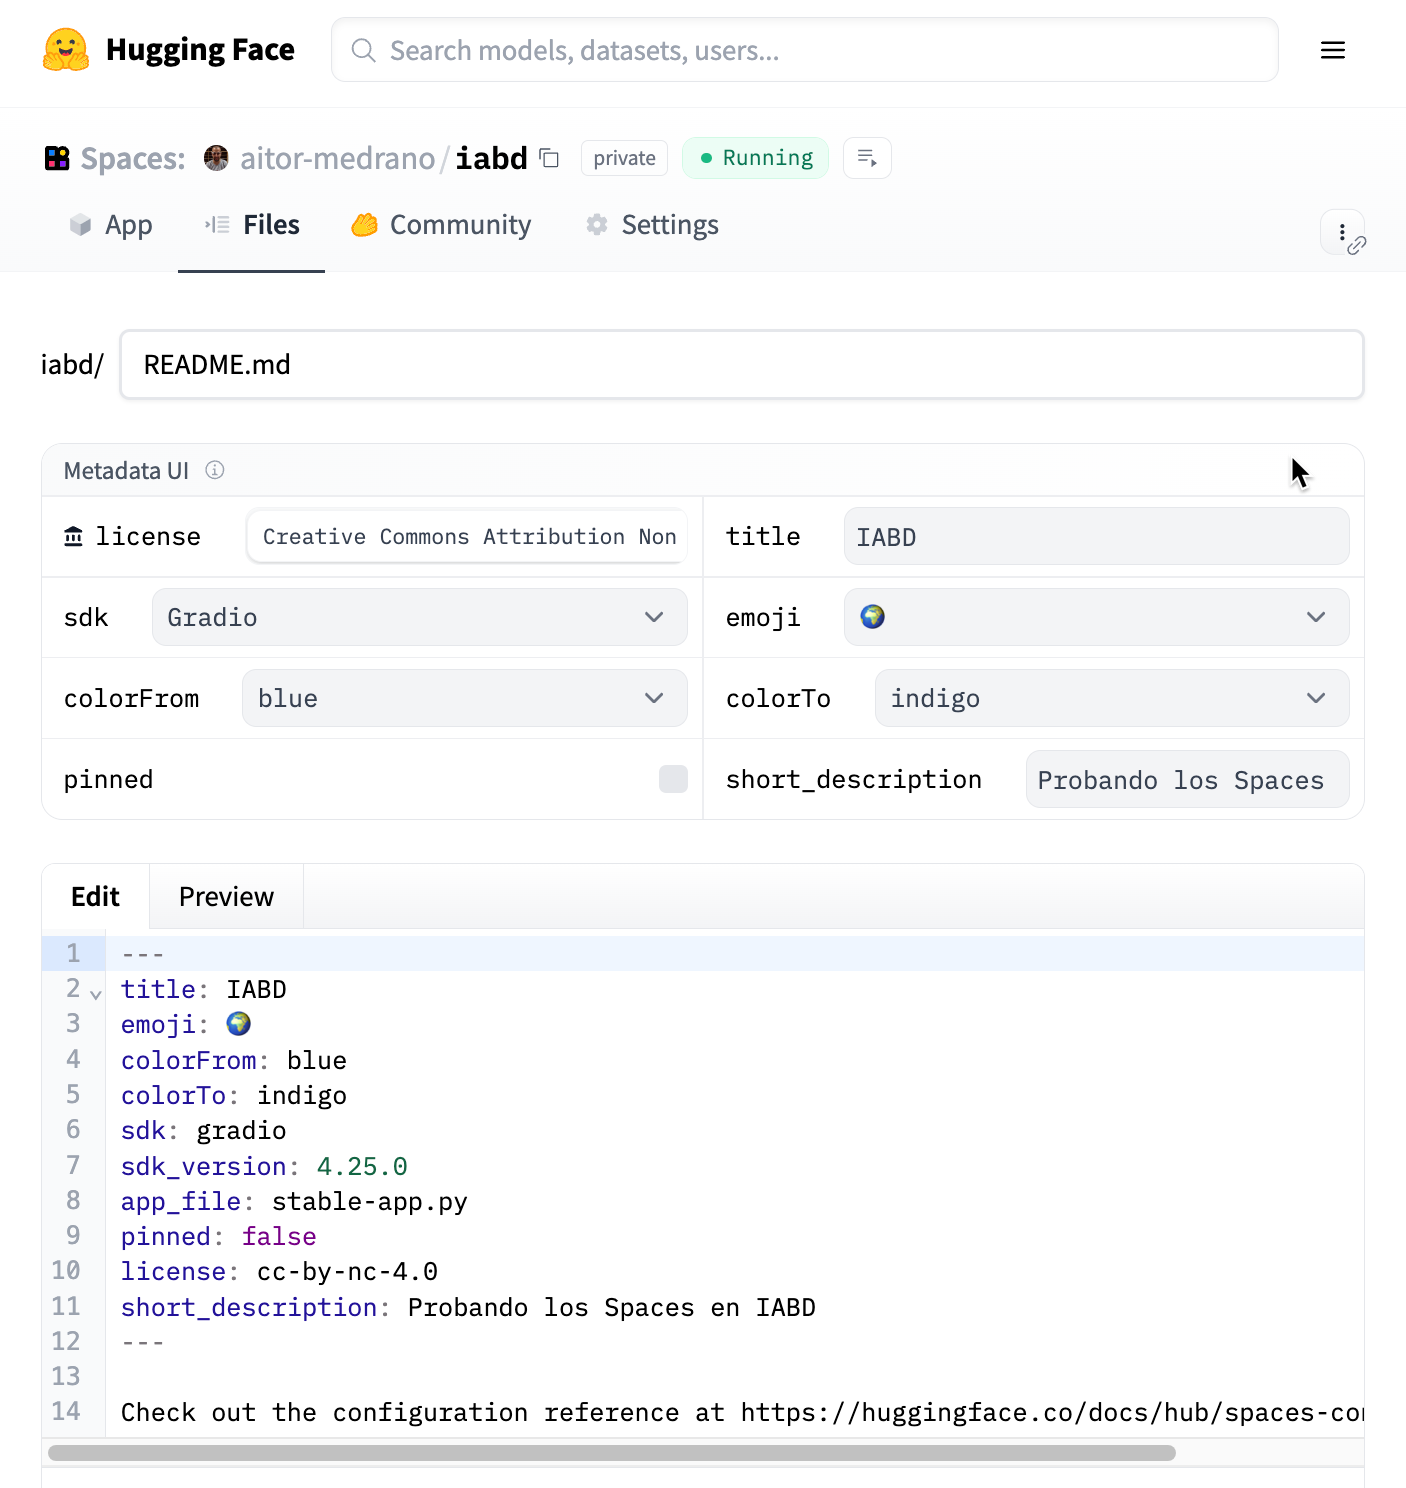 Hugging Face
Search models, datasets, users...
Spaces: aitor-medrano/iabd private Running
App Files Community Settings
iabd/ README.md
Metadata UI
license Creative Commons Attribution Non title IABD
sdk Gradio emoji 🌍
colorFrom blue colorTo indigo
pinned short_description Probando los Spaces
Edit Preview
1 ---
2 title: IABD
3 emoji: 🌍
4 colorFrom: blue
5 colorTo: indigo
6 sdk: gradio
7 sdk_version: 4.25.0
8 app_file: stable-app.py
9 pinned: false
10 license: cc-by-nc-4.0
11 short_description: Probando los Spaces en IABD
12 ---
13
14 Check out the configuration reference at https://huggingface.co/docs/hub/spaces-co